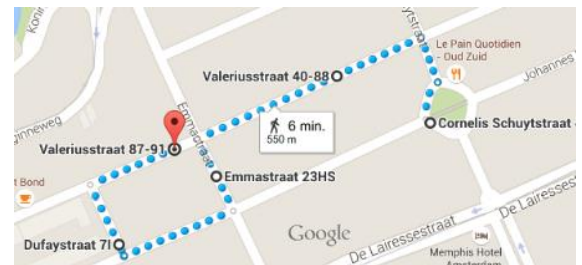 Le Pain Quotidien
- Oud Zuid
Valeriusstraat 40-88
Johannes
6 min.
550 m
Cornelis Schuytstraat
Emmastraat
Valeriusstraat 87-91
Emmastraat 23HS
Google
De Lairessestraat
De Lairessestraat
Dufaystraat 7I
Memphis Hotel